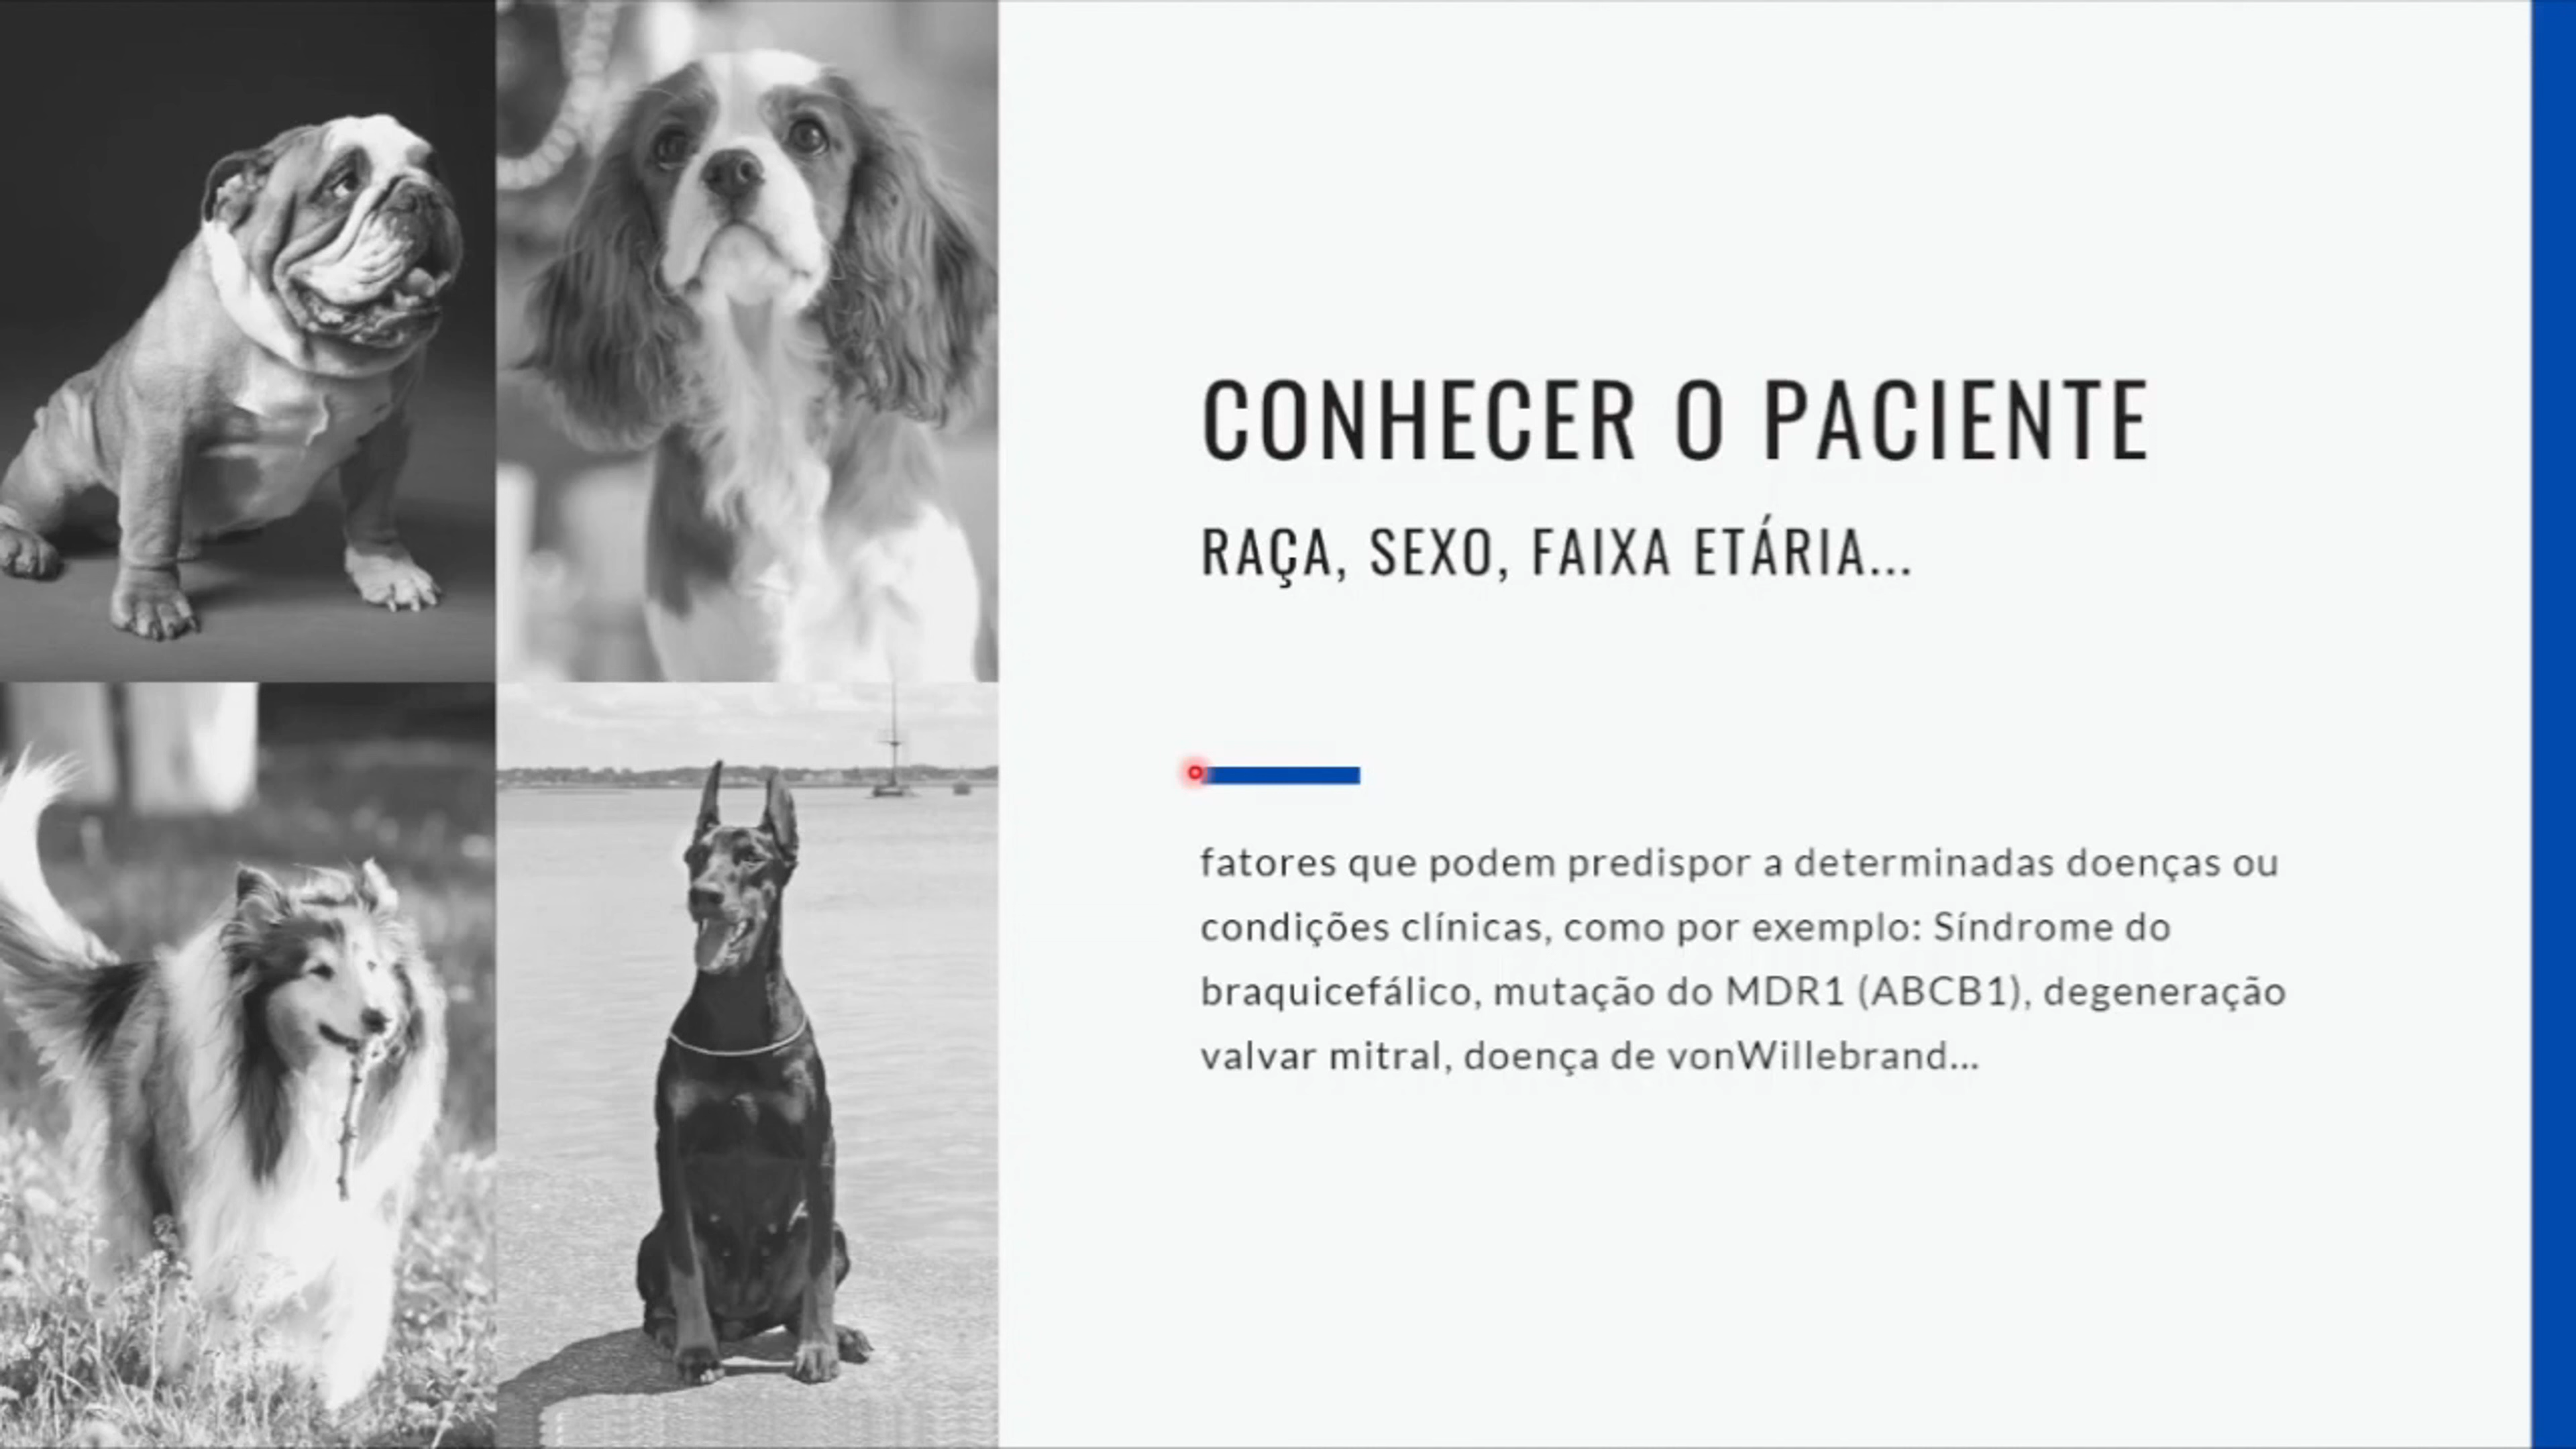 CONHECER O PACIENTE
RAÇA, SEXO, FAIXA ETÁRIA...
fatores que podem predispor a determinadas doenças ou
condições clínicas, como por exemplo: Síndrome do
braquicefálico, mutação do MDR1 (ABCB1), degeneração
valvar mitral, doença de vonWillebrand...